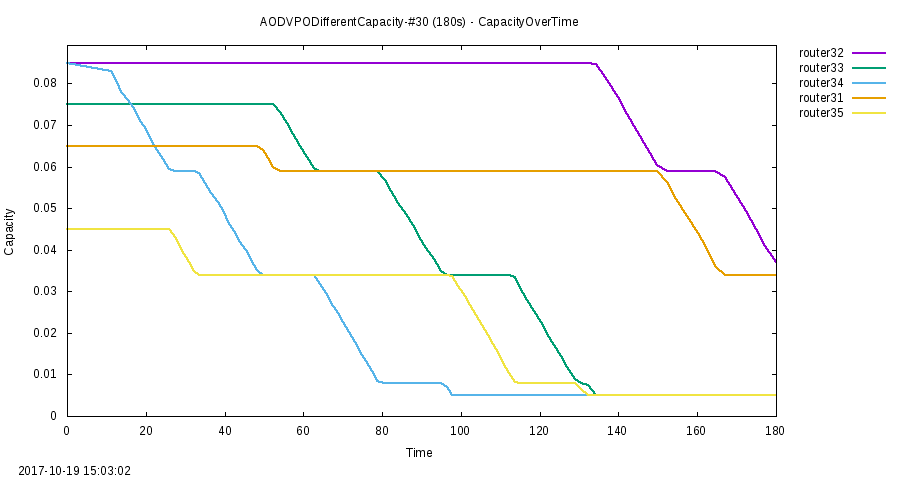 AODVPODifferentCapacity-#30 (180s) - CapacityOverTime
router32
router33
router34
router31
router35
0.08
0.07
0.06
0.05
0.04
0.03
0.02
0.01
0
Capacity
0 20 40 60 80 100 120 140 160 180
Time
2017-10-19 15:03:02